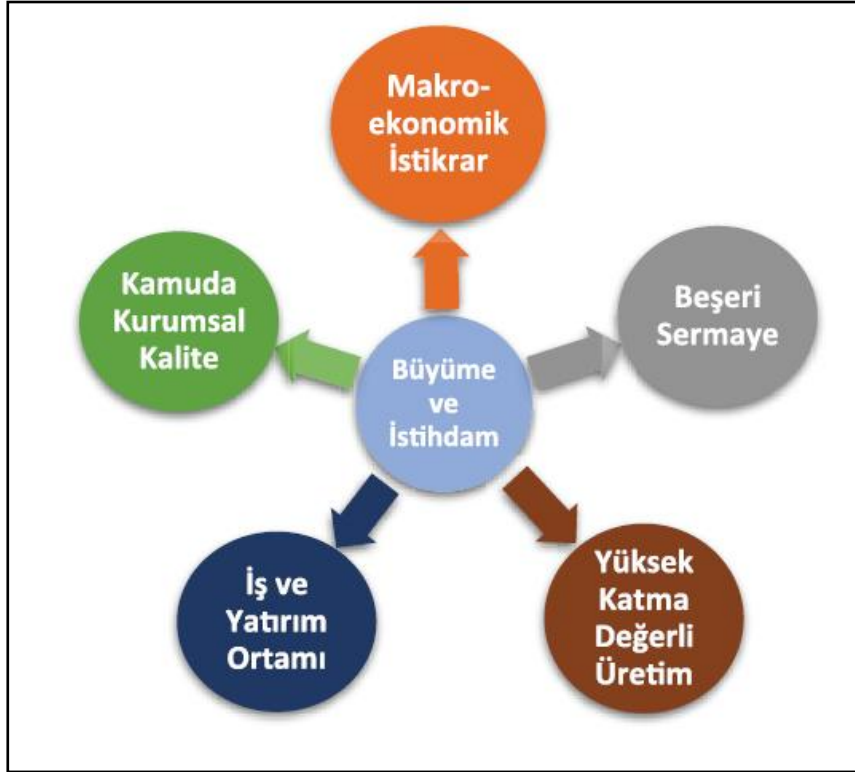 Makro-
ekonomik
İstikrar
Kamuda
Kurumsal
Kalite
Beşeri
Sermaye
Büyüme
ve
İstihdam
İş ve
Yatırım
Ortamı
Yüksek
Katma
Değerli
Üretim